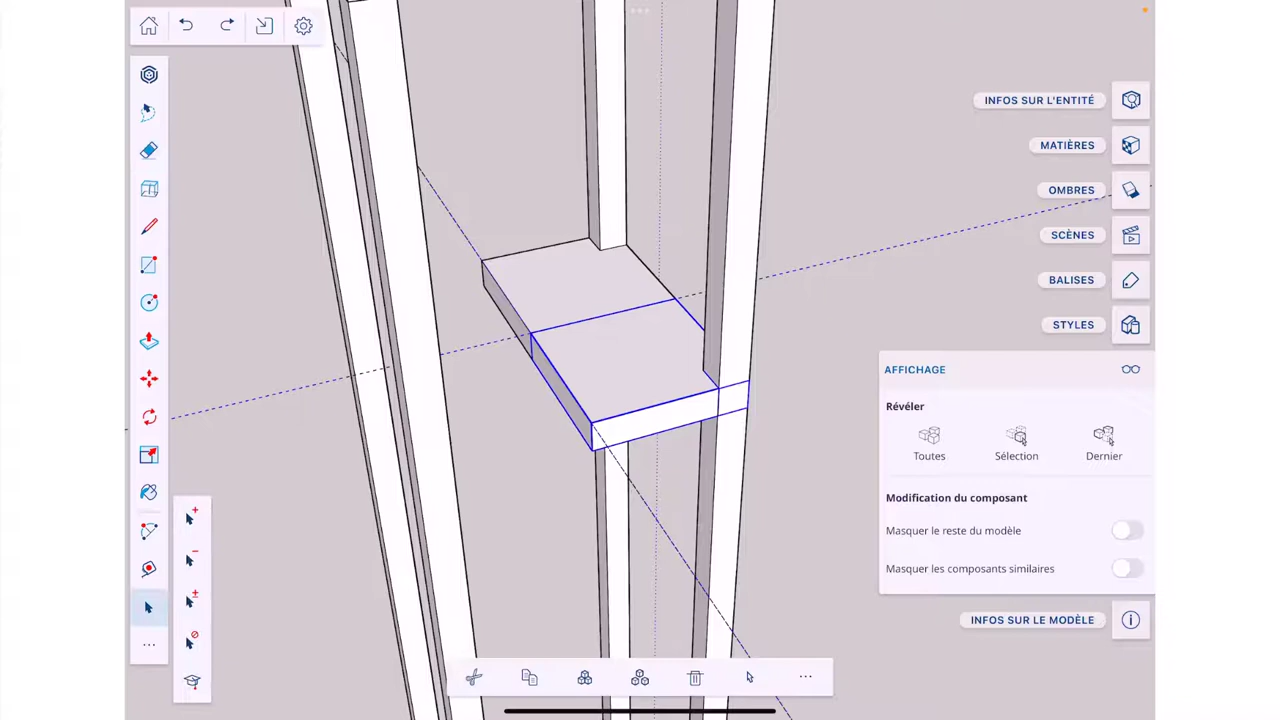 INFOS SUR L'ENTITÉ
MATIÈRES
OMBRES
SCÈNES
BALISES
STYLES
AFFICHAGE
Révéler
Toutes
Sélection
Dernier
Modification du composant
Masquer le reste du modèle
Masquer les composants similaires
INFOS SUR LE MODÈLE